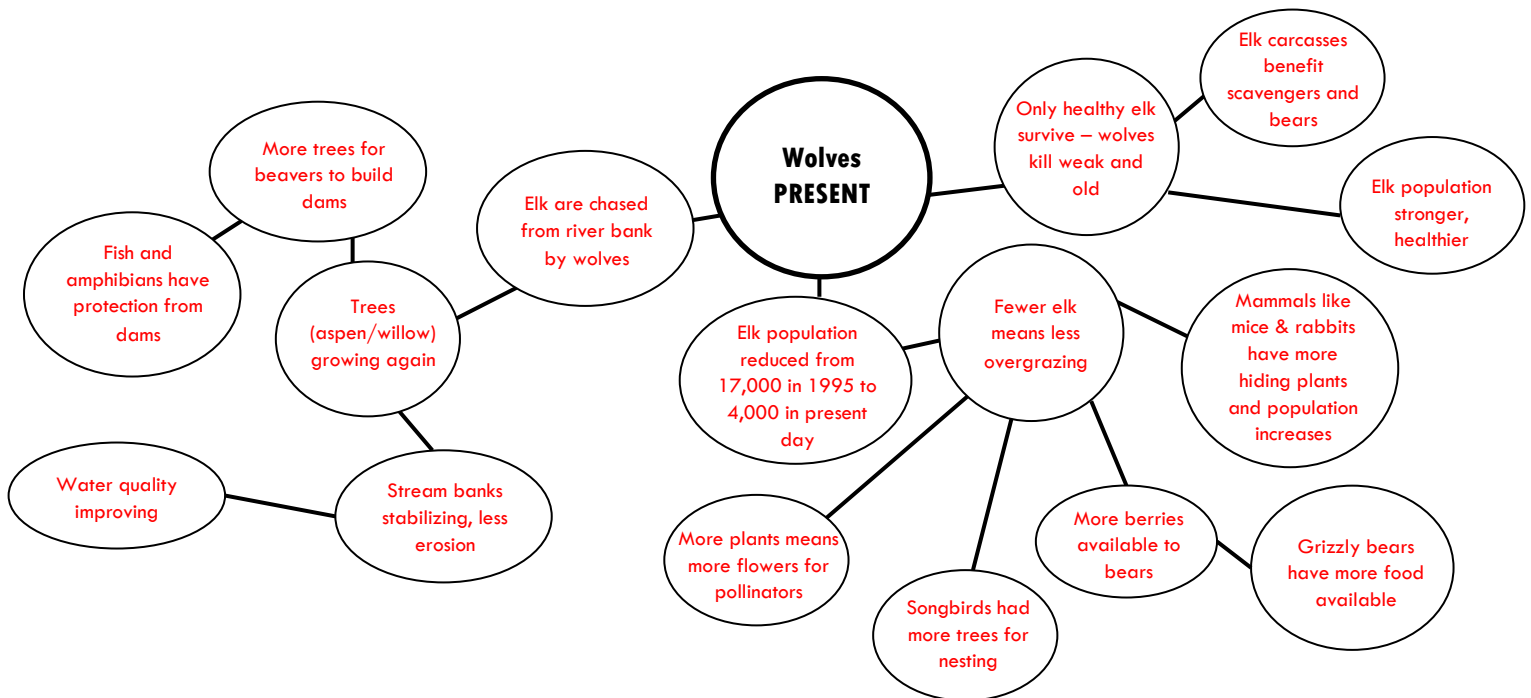 Wolves
PRESENT
Elk are chased
from river bank
by wolves
Trees
(aspen/willow)
growing again
More trees for
beavers to build
dams
Fish and
amphibians have
protection from
dams
Stream banks
stabilizing, less
erosion
Water quality
improving
Only healthy elk
survive – wolves
kill weak and
old
Elk carcasses
benefit
scavengers and
bears
Elk population
stronger,
healthier
Elk population
reduced from
17,000 in 1995 to
4,000 in present
day
Fewer elk
means less
overgrazing
Mammals like
mice & rabbits
have more
hiding plants
and population
increases
More plants means
more flowers for
pollinators
Songbirds had
more trees for
nesting
More berries
available to
bears
Grizzly bears
have more food
available